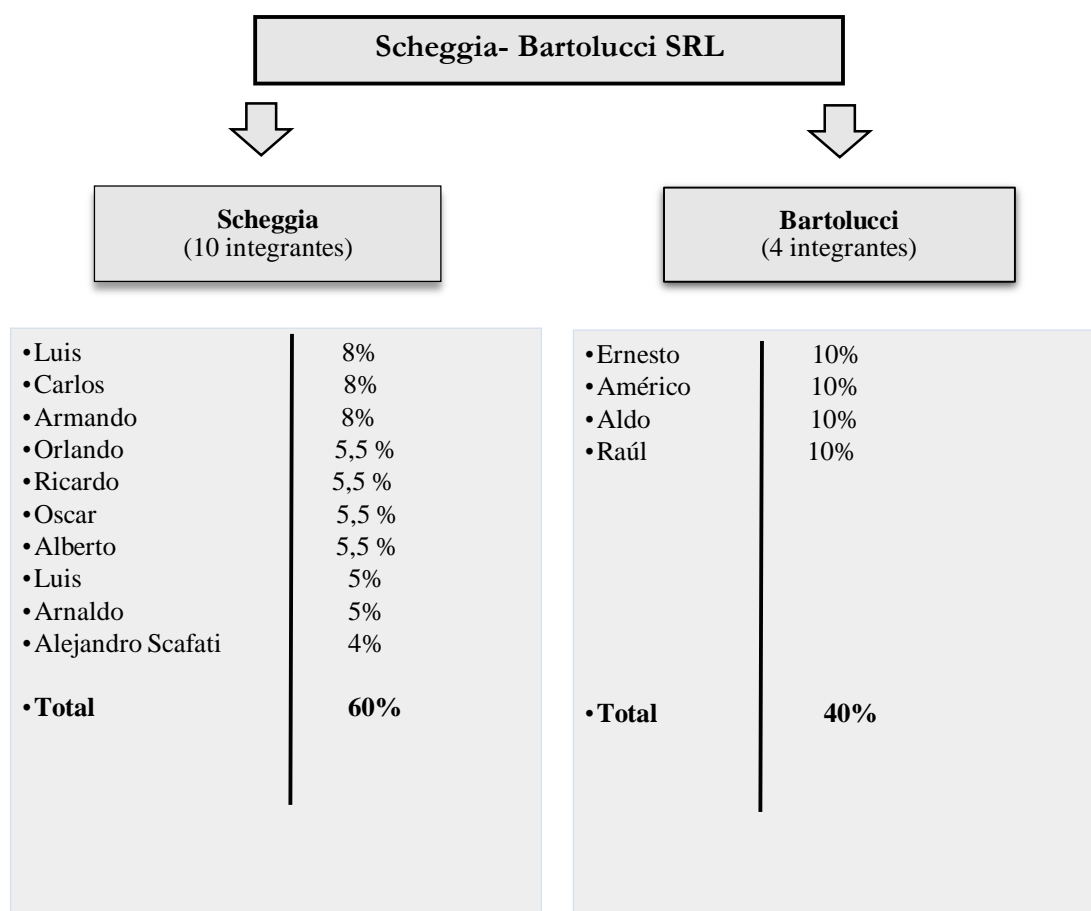 Scheggia- Bartolucci SRL
Scheggia
(10 integrantes)
Bartolucci
(4 integrantes)
•Luis 8%
•Carlos 8%
•Armando 8%
•Orlando 5,5 %
•Ricardo 5,5 %
•Oscar 5,5 %
•Alberto 5,5 %
•Luis 5%
•Arnaldo 5%
•Alejandro Scafati 4%
•Total 60%
•Ernesto 10%
•Américo 10%
•Aldo 10%
•Raúl 10%
•Total 40%